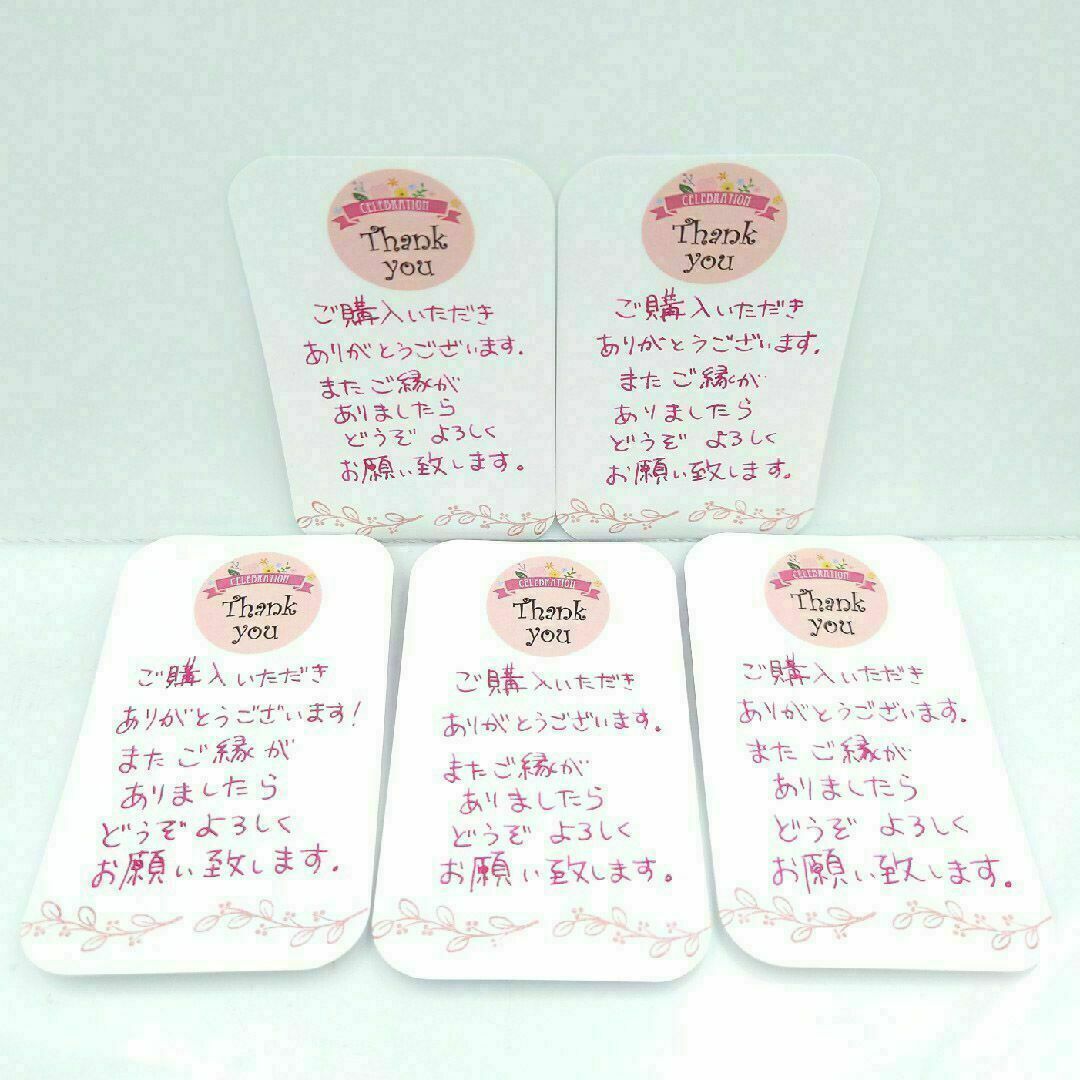 CELEBRATION
Thank
you
ご購入いただき
ありがとうございます.
またご縁が
ありましたら
どうぞ よろしく
お願い致します。
CELEBRATION
Thank
you
ご購入いただき
ありがとうございます.
またご縁が
ありましたら
どうぞ よろしく
お願い致します。
CELEBRATION
Thank
you
ご購入いただき
ありがとうございます!
またご縁が
ありましたら
どうぞよろしく
お願い致します.
CELEBRATION
Thank
you
ご購入いただき
ありがとうございます.
またご縁が
ありましたら
どうぞ よろしく
お願い致します。
CELEBRATION
Thank
you
ご購入いただき
ありがとうございます.
またご縁が
ありましたら
どうぞ よろしく
お願い致します。